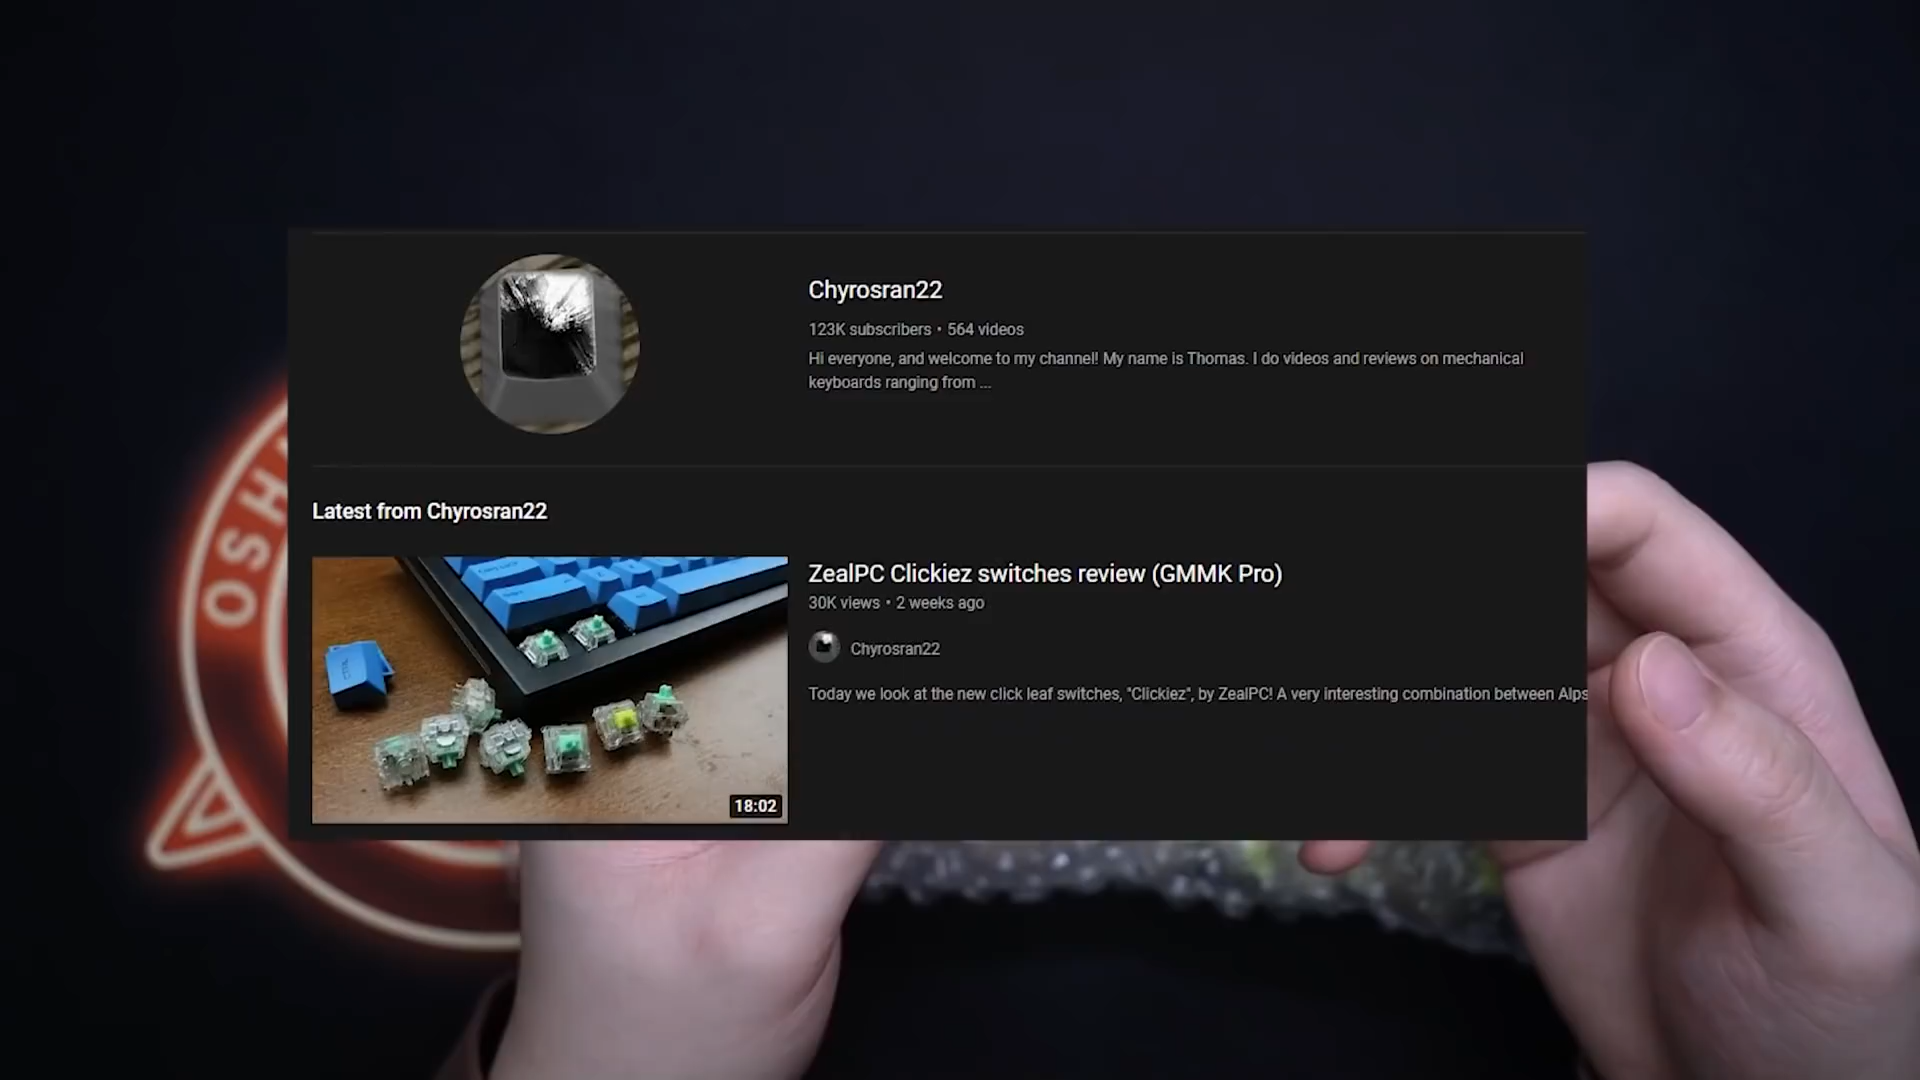 Chyrosran22
123K subscribers • 564 videos
Hi everyone, and welcome to my channel! My name is Thomas. I do videos and reviews on mechanical
keyboards ranging from ...
OSH
Latest from Chyrosran22
ZealPC Clickiez switches review (GMMK Pro)
30K views • 2 weeks ago
Chyrosran22
Today we look at the new click leaf switches, "Clickiez", by ZealPC! A very interesting combination between Alps
CTRL
18:02